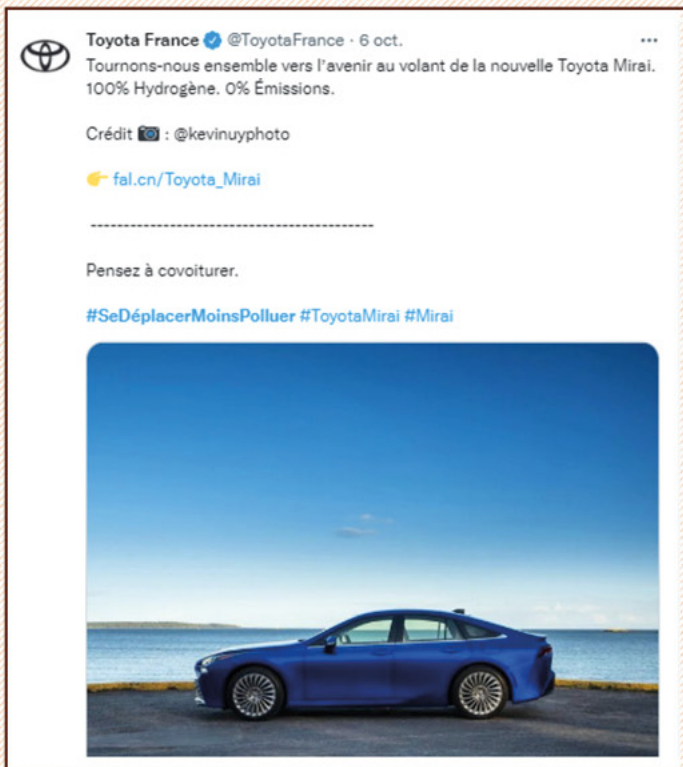 Toyota France @ToyotaFrance · 6 oct.
Tournons-nous ensemble vers l'avenir au volant de la nouvelle Toyota Mirai.
100% Hydrogène. 0% Émissions.
Crédit 📷 : @kevinuyphoto
👉 fal.cn/Toyota_Mirai
-------------------------------------------
Pensez à covoiturer.
#SeDéplacerMoinsPolluer #ToyotaMirai #Mirai